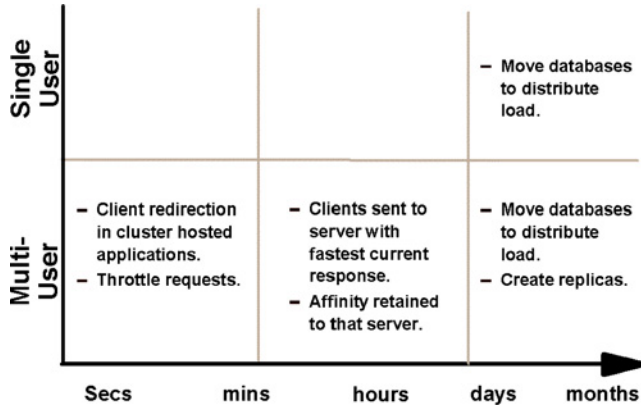 Single
User
– Move databases
to distribute
load.
Multi-
User
– Client redirection
in cluster hosted
applications.
– Throttle requests.
– Clients sent to
server with
fastest current
response.
– Affinity retained
to that server.
– Move databases
to distribute
load.
– Create replicas.
Secs mins hours days months